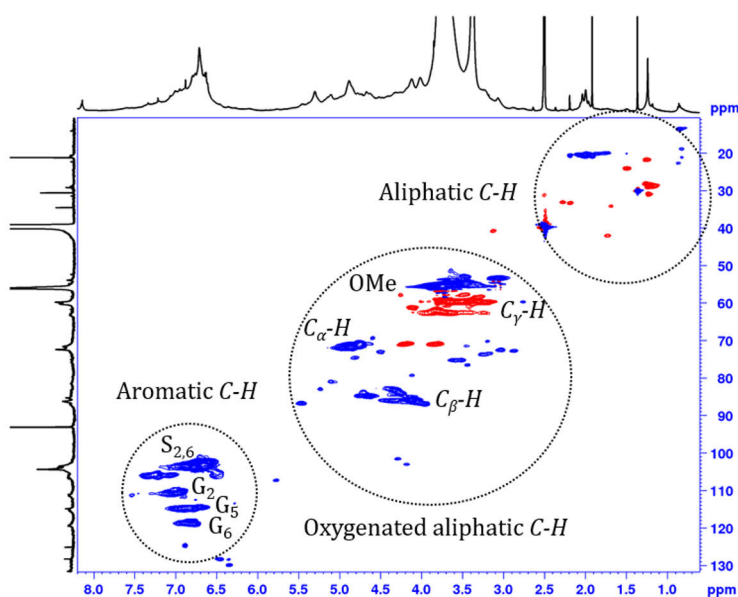 ppm
ppm
20
30
40
50
60
70
80
90
100
110
120
130
Aliphatic C-H
OMe
Cγ-H
Cα-H
Cβ-H
Aromatic C-H
S2,6
G2
G5
G6
Oxygenated aliphatic C-H
8.0 7.5 7.0 6.5 6.0 5.5 5.0 4.5 4.0 3.5 3.0 2.5 2.0 1.5 1.0 ppm